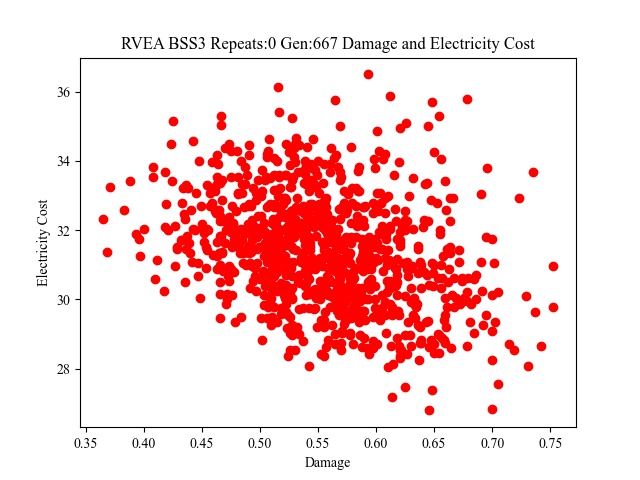 RVEA BSS3 Repeats:0 Gen:667 Damage and Electricity Cost
36
34
32
30
28
Electricity Cost
0.35 0.40 0.45 0.50 0.55 0.60 0.65 0.70 0.75
Damage